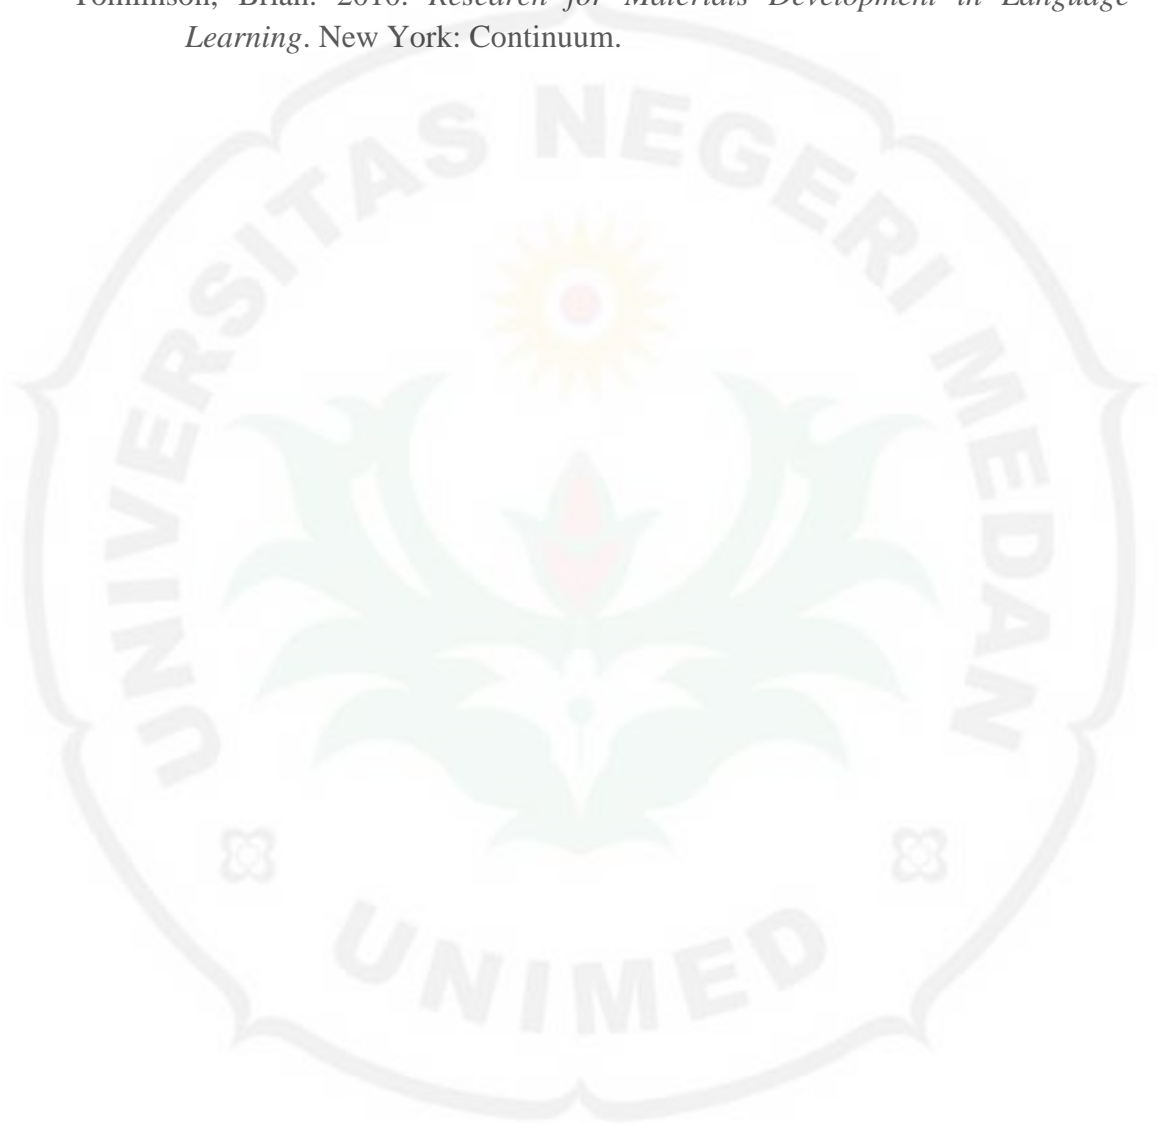 Tomlinson, Brian. 2010. Research for Materials Development in Language
Learning. New York: Continuum.
UNIVERSITAS NEGERI MEDAN
UNIMED